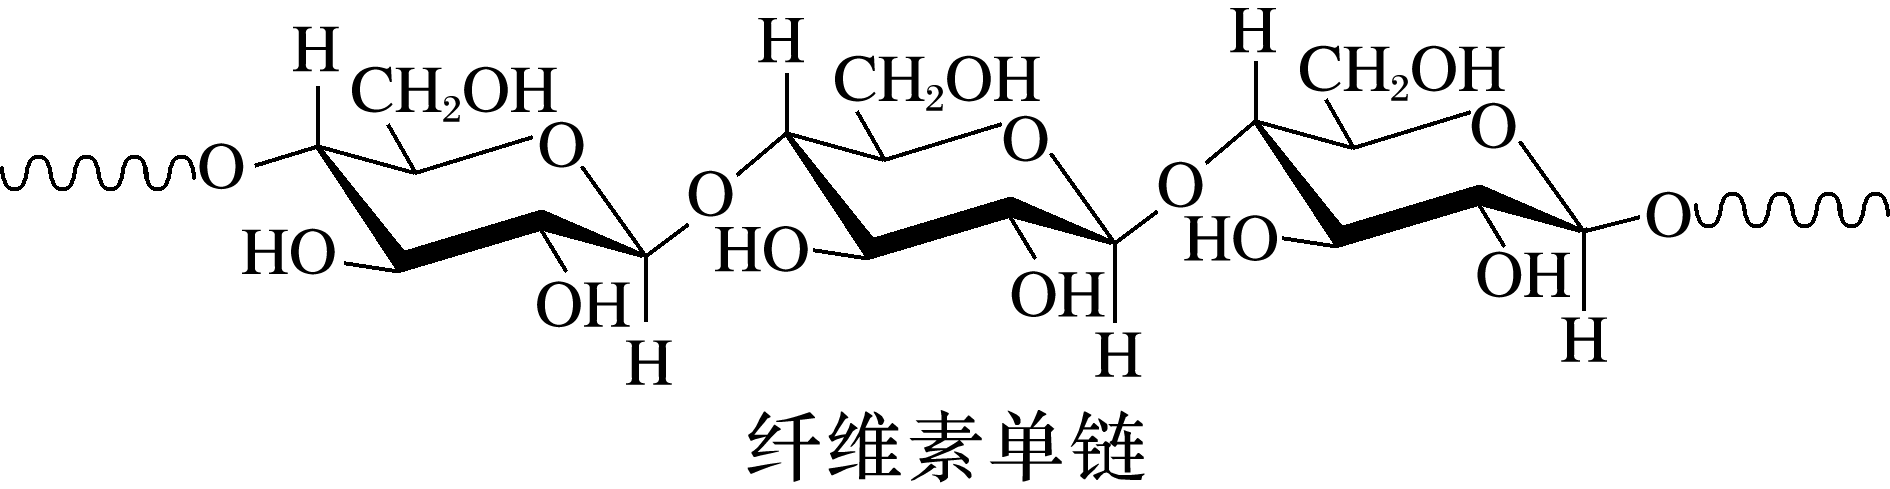 H H H
CH₂OH CH₂OH CH₂OH
O O O
O O O O
HO HO HO
OH OH OH
H H H
纤维素单链